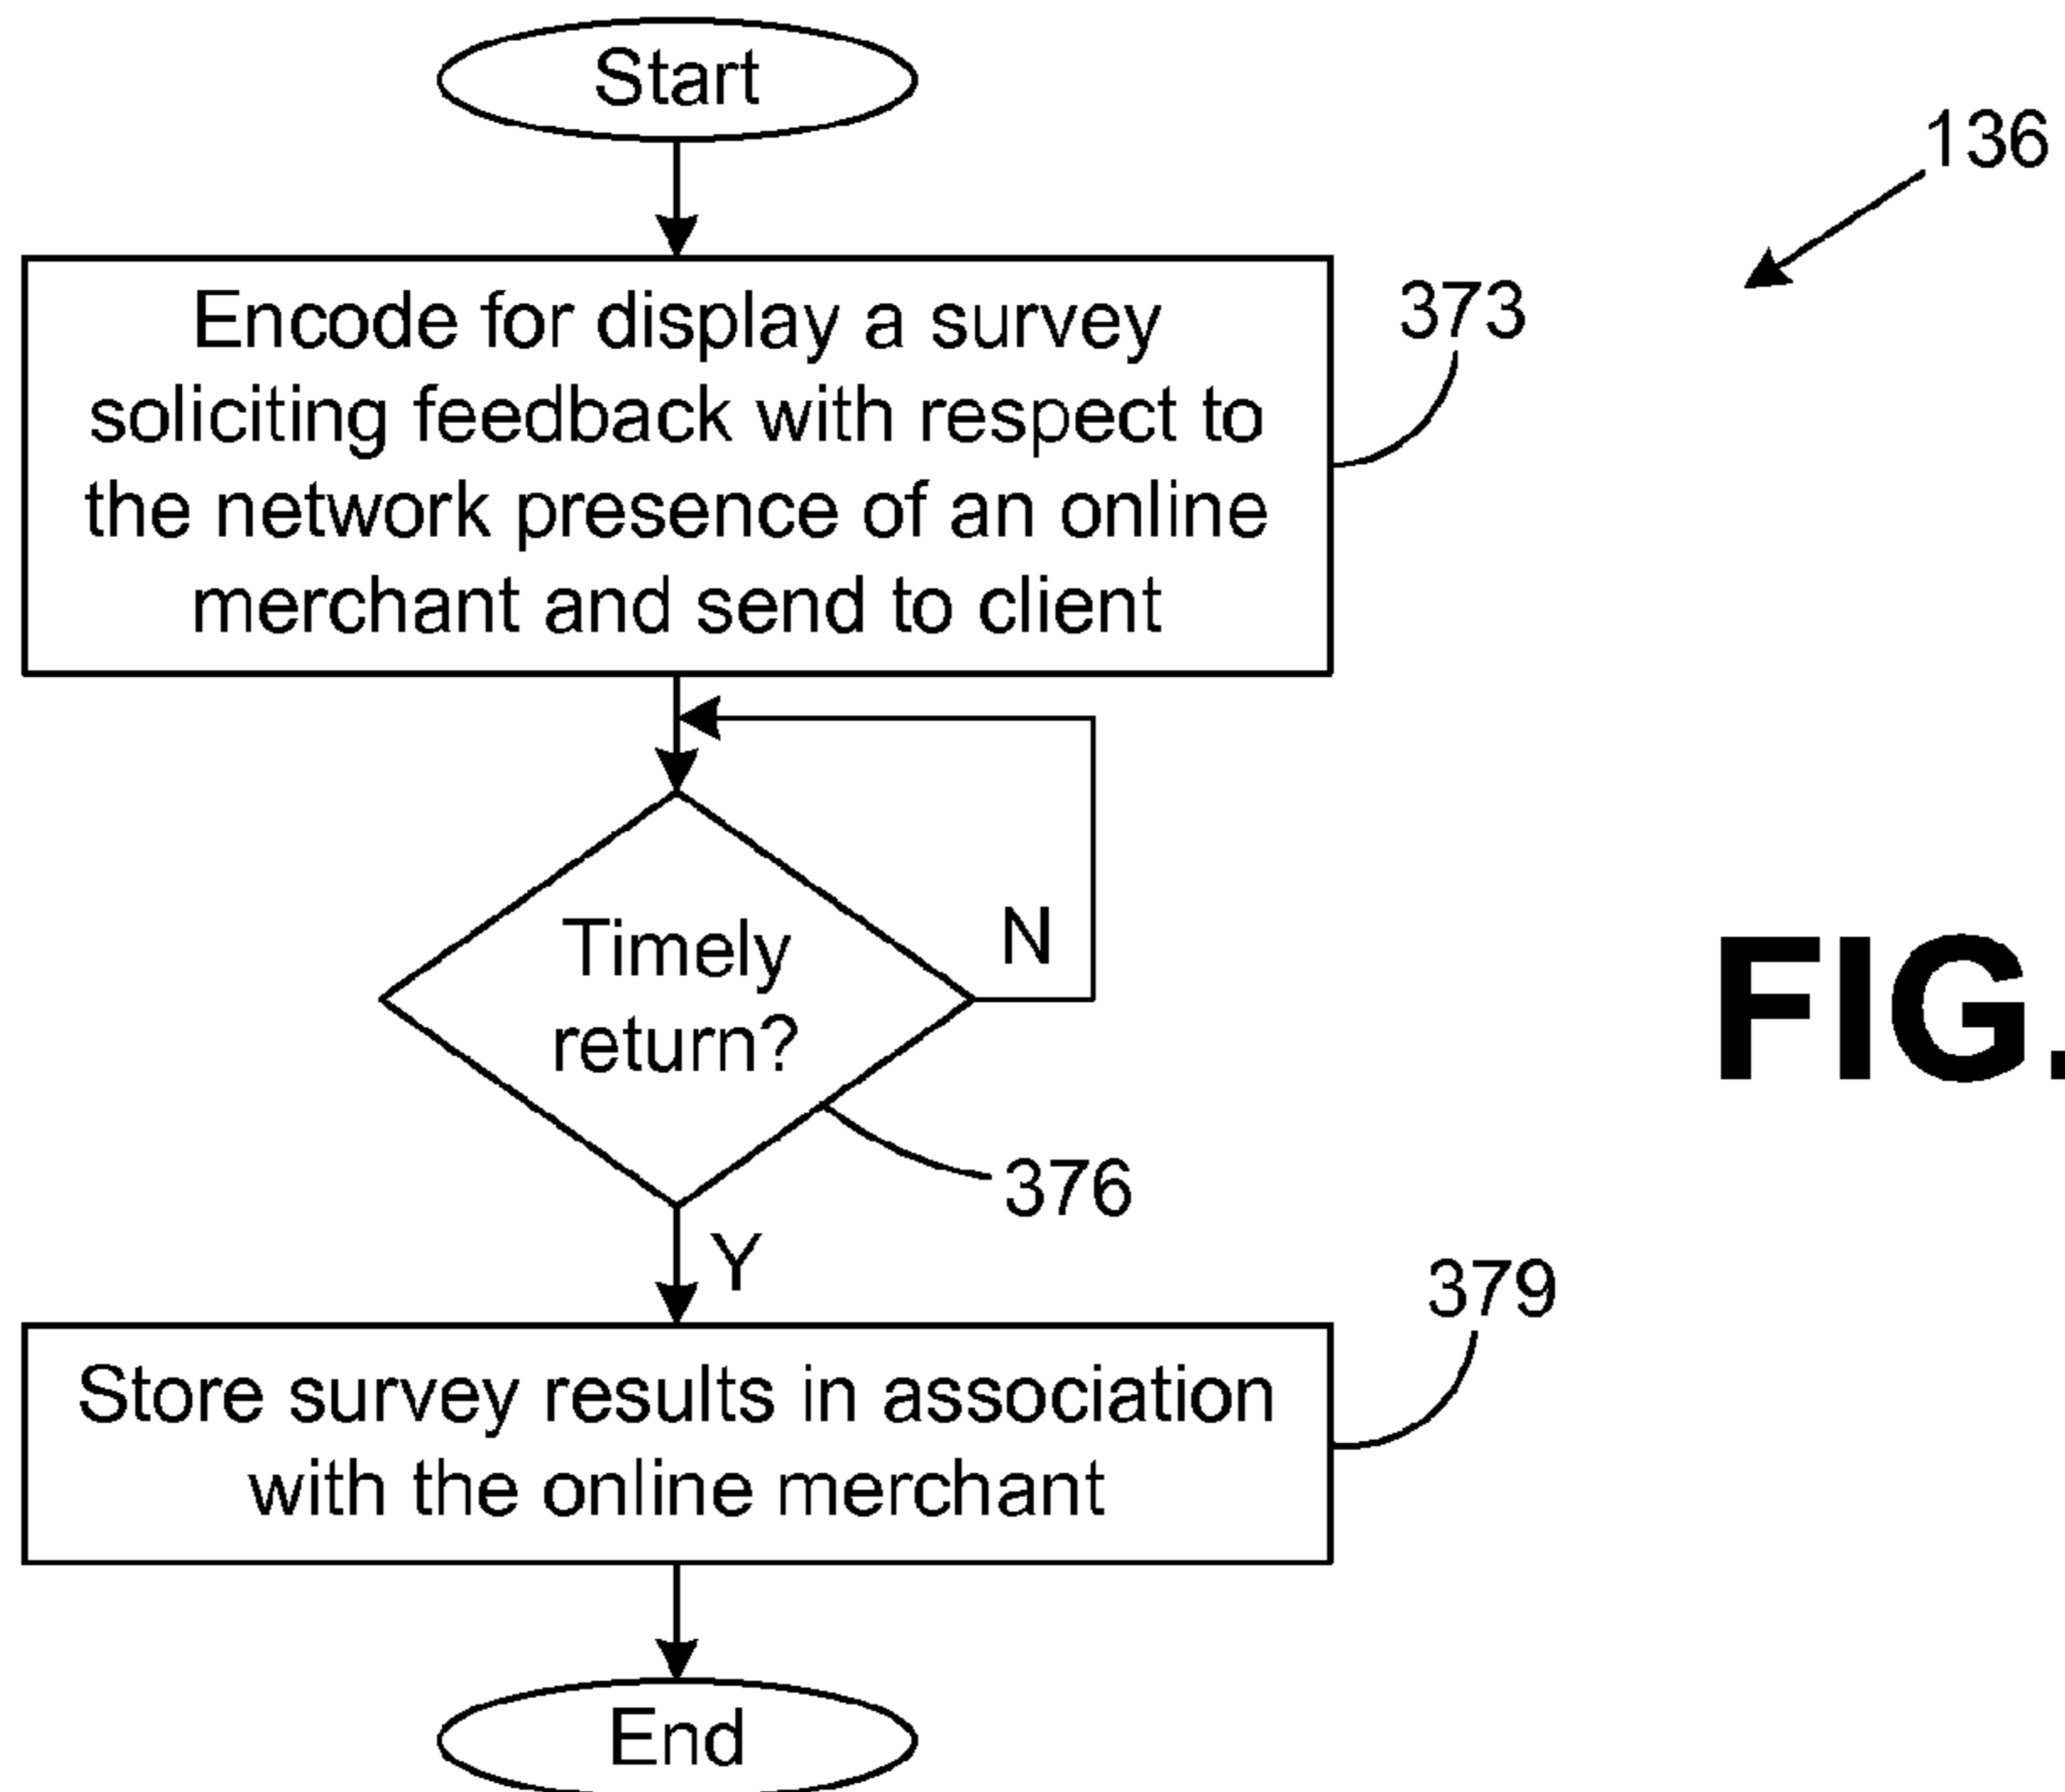 Start
136
Encode for display a survey
soliciting feedback with respect to
the network presence of an online
merchant and send to client
373
Timely
return?
N
FIG.
376
Y
379
Store survey results in association
with the online merchant
End